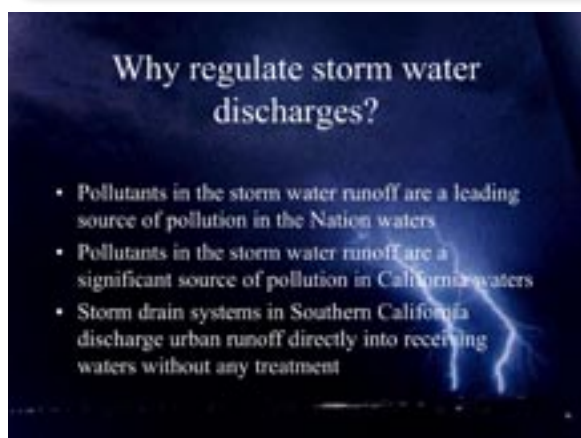 Why regulate storm water
discharges?
• Pollutants in the storm water runoff are a leading
source of pollution in the Nation waters
• Pollutants in the storm water runoff are a
significant source of pollution in California waters
• Storm drain systems in Southern California
discharge urban runoff directly into receiving
waters without any treatment